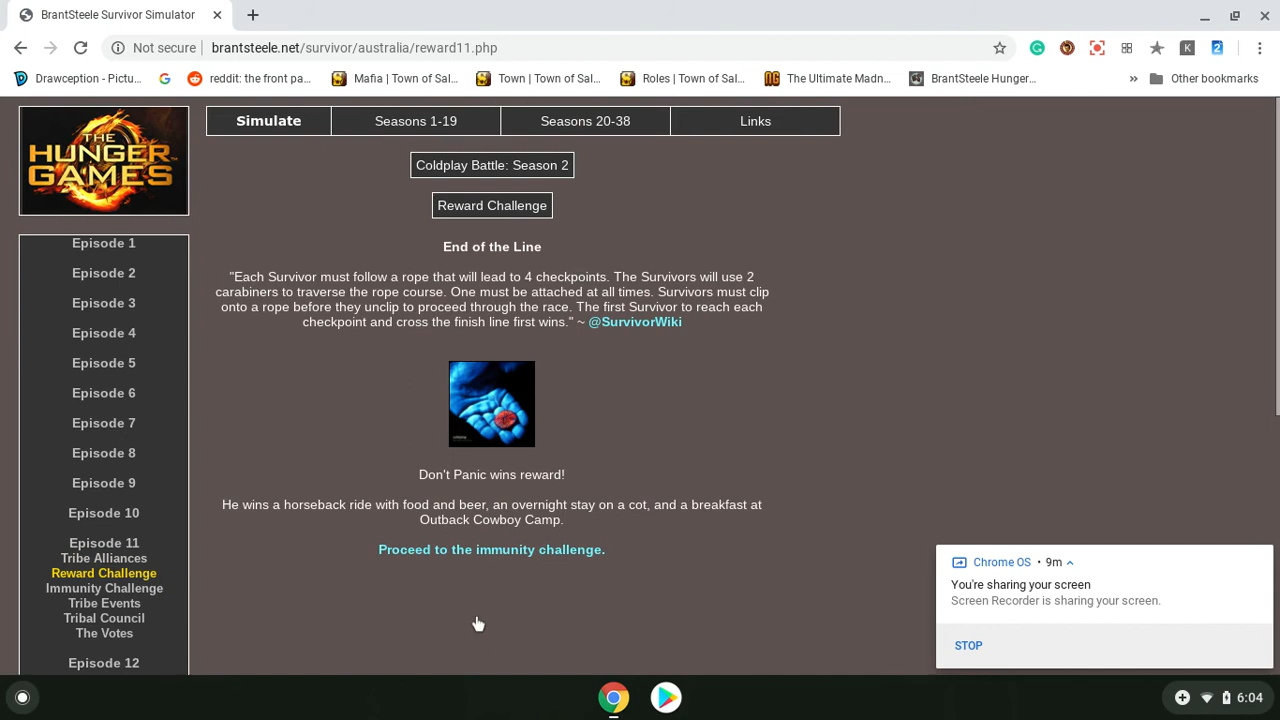 BrantSteele Survivor Simulator
Not secure
brantsteele.net/survivor/australia/reward11.php
K
2
Drawception - Pictu...
G
reddit: the front pa...
Mafia | Town of Sal...
Town | Town of Sal...
Roles | Town of Sal...
NG
The Ultimate Madn...
BrantSteele Hunger...
»
Other bookmarks
THE
HUNGER
GAMES
Simulate
Seasons 1-19
Seasons 20-38
Links
Coldplay Battle: Season 2
Reward Challenge
End of the Line
"Each Survivor must follow a rope that will lead to 4 checkpoints. The Survivors will use 2
carabiners to traverse the rope course. One must be attached at all times. Survivors must clip
onto a rope before they unclip to proceed through the race. The first Survivor to reach each
checkpoint and cross the finish line first wins." ~ @SurvivorWiki
Don't Panic wins reward!
He wins a horseback ride with food and beer, an overnight stay on a cot, and a breakfast at
Outback Cowboy Camp.
Proceed to the immunity challenge.
Episode 1
Episode 2
Episode 3
Episode 4
Episode 5
Episode 6
Episode 7
Episode 8
Episode 9
Episode 10
Episode 11
Tribe Alliances
Reward Challenge
Immunity Challenge
Tribe Events
Tribal Council
The Votes
Episode 12
Chrome OS • 9m
You're sharing your screen
Screen Recorder is sharing your screen.
STOP
6:04